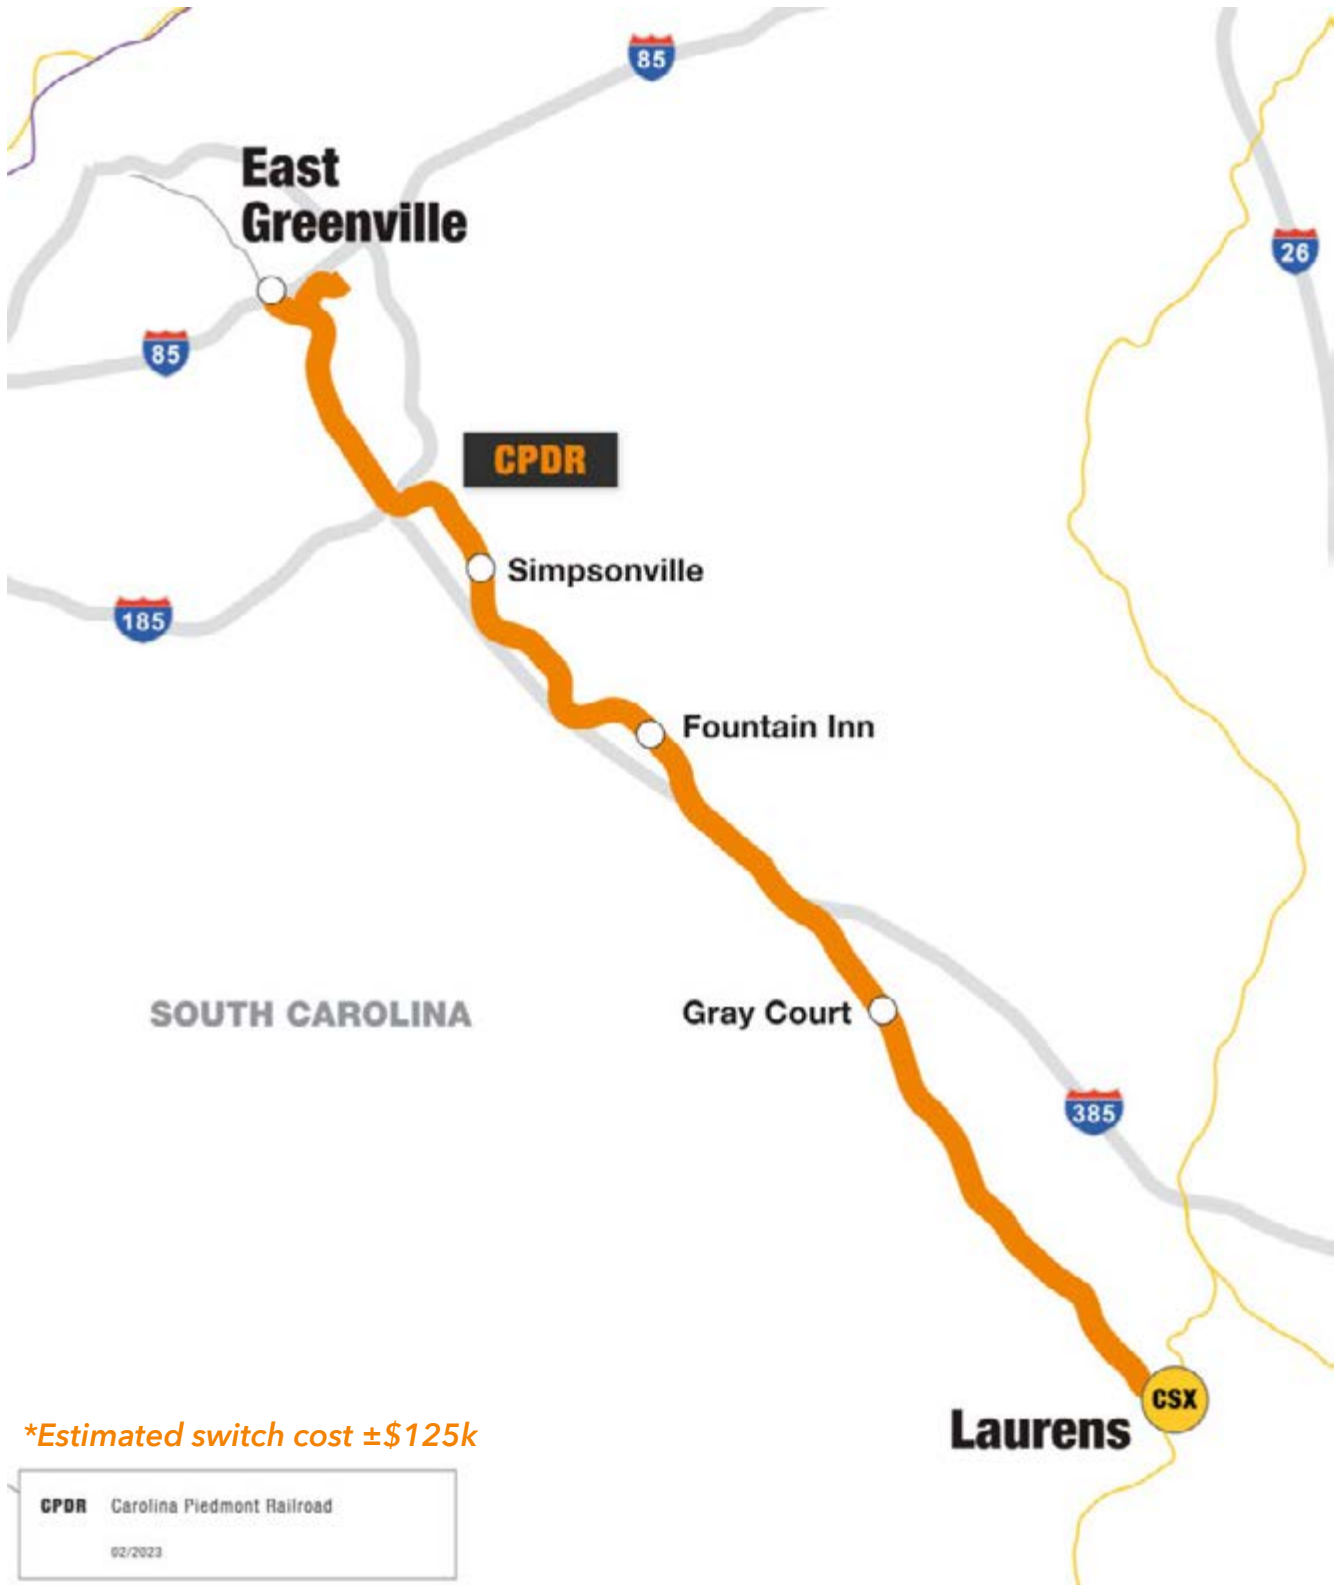 85
East
Greenville
26
85
CPDR
Simpsonville
185
Fountain Inn
SOUTH CAROLINA
Gray Court
385
CSX
Laurens
*Estimated switch cost ±$125k
CPDR Carolina Piedmont Railroad
02/2023